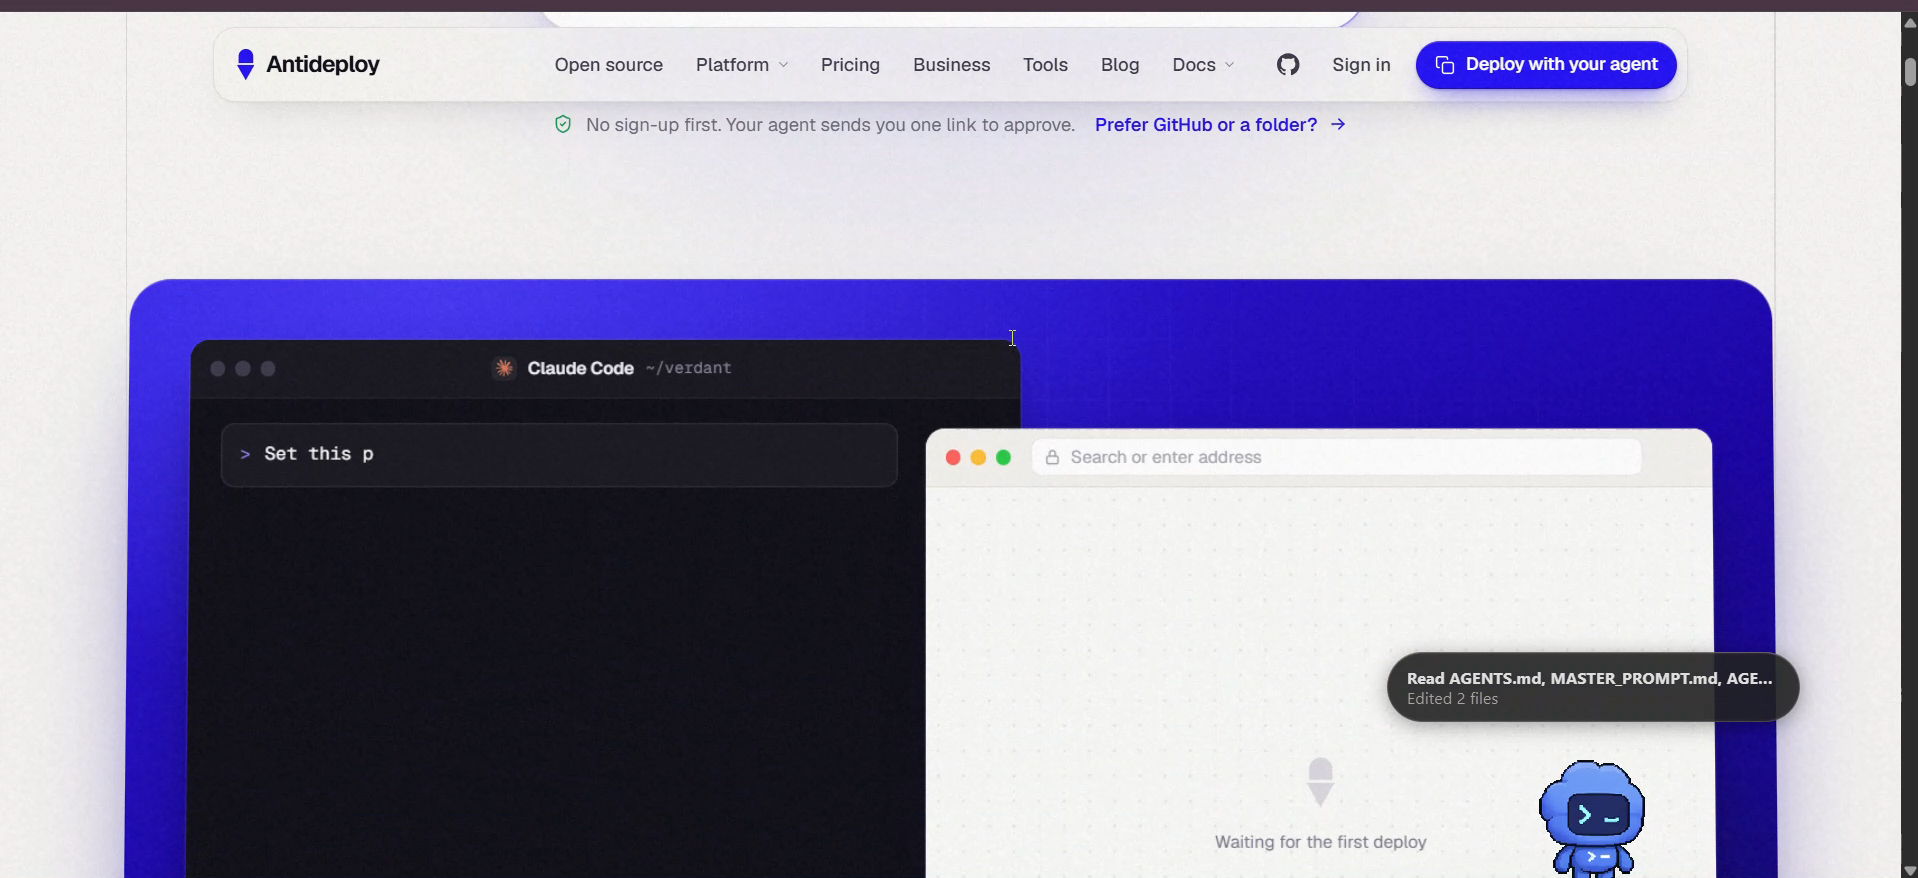 Antideploy
Open source Platform Pricing Business Tools Blog Docs Sign in Deploy with your agent
No sign-up first. Your agent sends you one link to approve. Prefer GitHub or a folder? →
Claude Code ~/verdant
> Set this p
Search or enter address
Read AGENTS.md, MASTER_PROMPT.md, AGE...
Edited 2 files
Waiting for the first deploy